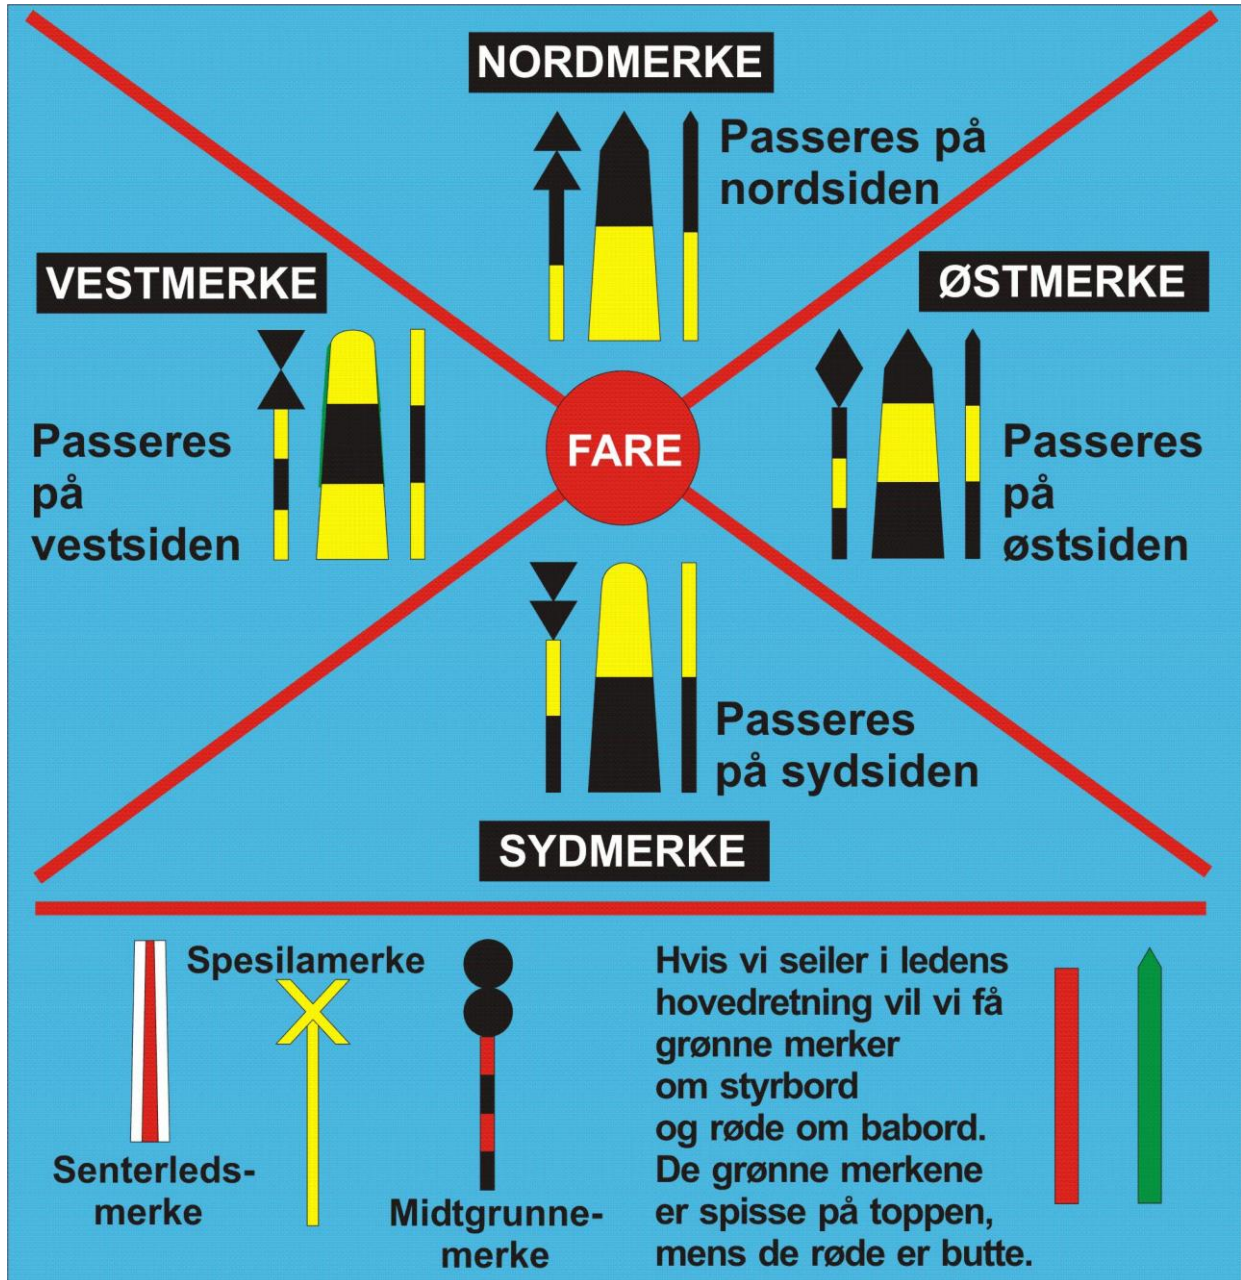 NORDMERKE
Passeres på
nordsiden
VESTMERKE
Passeres
på
vestsiden
FARE
ØSTMERKE
Passeres
på
østsiden
Passeres
på sydsiden
SYDMERKE
Senterleds-
merke
Spesilamerke
Midtgrunne-
merke
Hvis vi seiler i ledens
hovedretning vil vi få
grønne merker
om styrbord
og røde om babord.
De grønne merkene
er spisse på toppen,
mens de røde er butte.